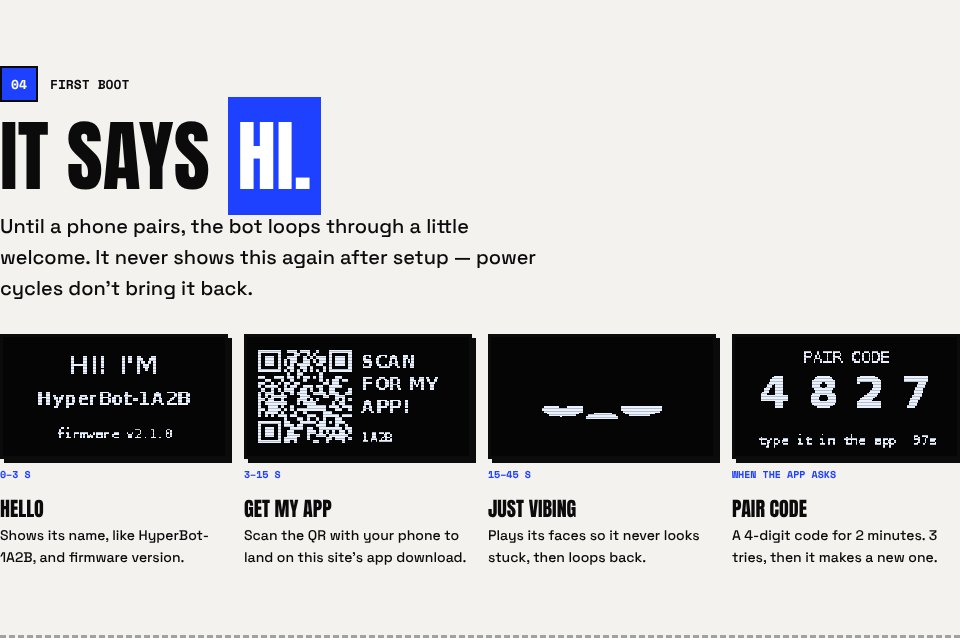 04 FIRST BOOT
IT SAYS HI.
Until a phone pairs, the bot loops through a little
welcome. It never shows this again after setup — power
cycles don't bring it back.
HI! I'M
HyperBot-1A2B
firmware v2.1.0
SCAN
FOR MY
APP!
1A2B
PAIR CODE
4 8 2 7
type it in the app 97s
0–3 S
HELLO
Shows its name, like HyperBot-
1A2B, and firmware version.
3–15 S
GET MY APP
Scan the QR with your phone to
land on this site's app download.
15–45 S
JUST VIBING
Plays its faces so it never looks
stuck, then loops back.
WHEN THE APP ASKS
PAIR CODE
A 4-digit code for 2 minutes. 3
tries, then it makes a new one.